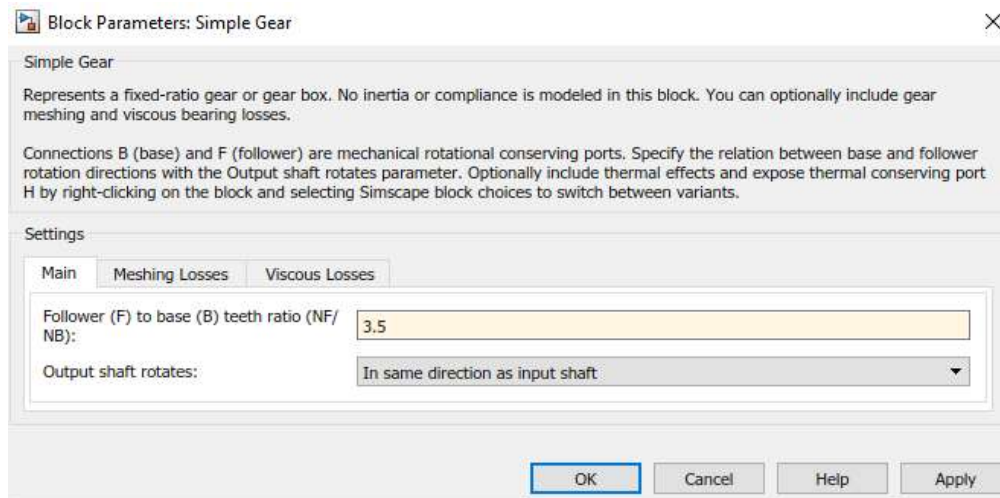 Block Parameters: Simple Gear
Simple Gear
Represents a fixed-ratio gear or gear box. No inertia or compliance is modeled in this block. You can optionally include gear
meshing and viscous bearing losses.
Connections B (base) and F (follower) are mechanical rotational conserving ports. Specify the relation between base and follower
rotation directions with the Output shaft rotates parameter. Optionally include thermal effects and expose thermal conserving port
H by right-clicking on the block and selecting Simscape block choices to switch between variants.
Settings
Main Meshing Losses Viscous Losses
Follower (F) to base (B) teeth ratio (NF/
NB):
3.5
Output shaft rotates: In same direction as input shaft
OK Cancel Help Apply